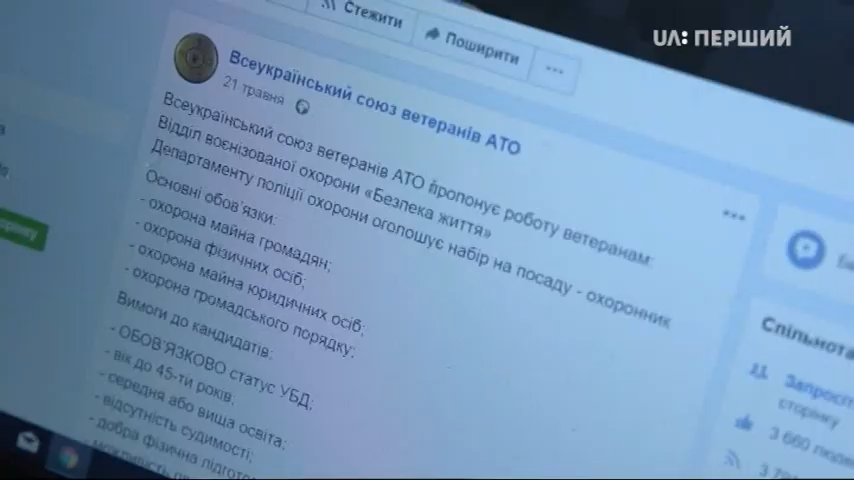 Стежити
Поширити
UA: ПЕРШИЙ
Всеукраїнський союз ветеранів АТО
21 травня
Всеукраїнський союз ветеранів АТО #пропонує роботу ветеранам:
Відділ воєнізованої охорони «Безпека життя»
Департаменту поліції охорони оголошує набір на посаду - охоронник
Основні обов'язки:
- охорона майна громадян;
- охорона фізичних осіб;
- охорона майна юридичних осіб;
- охорона громадського порядку;
Вимоги до кандидатів:
- ОБОВ'ЯЗКОВО статус УБД;
- вік до 45-ти років;
- середня або вища освіта;
- відсутність судимості;
- добра фізична
Спільнота
сторінку
3 660